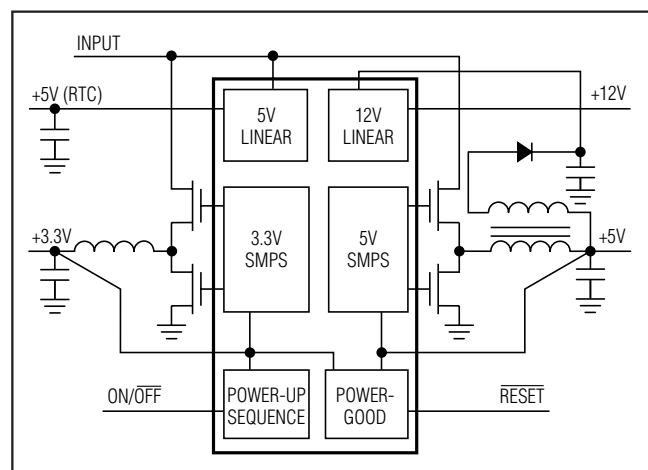 INPUT
+5V (RTC)
5V
LINEAR
12V
LINEAR
+12V
+3.3V
3.3V
SMPS
5V
SMPS
+5V
ON/OFF
POWER-UP
SEQUENCE
POWER-
GOOD
RESET